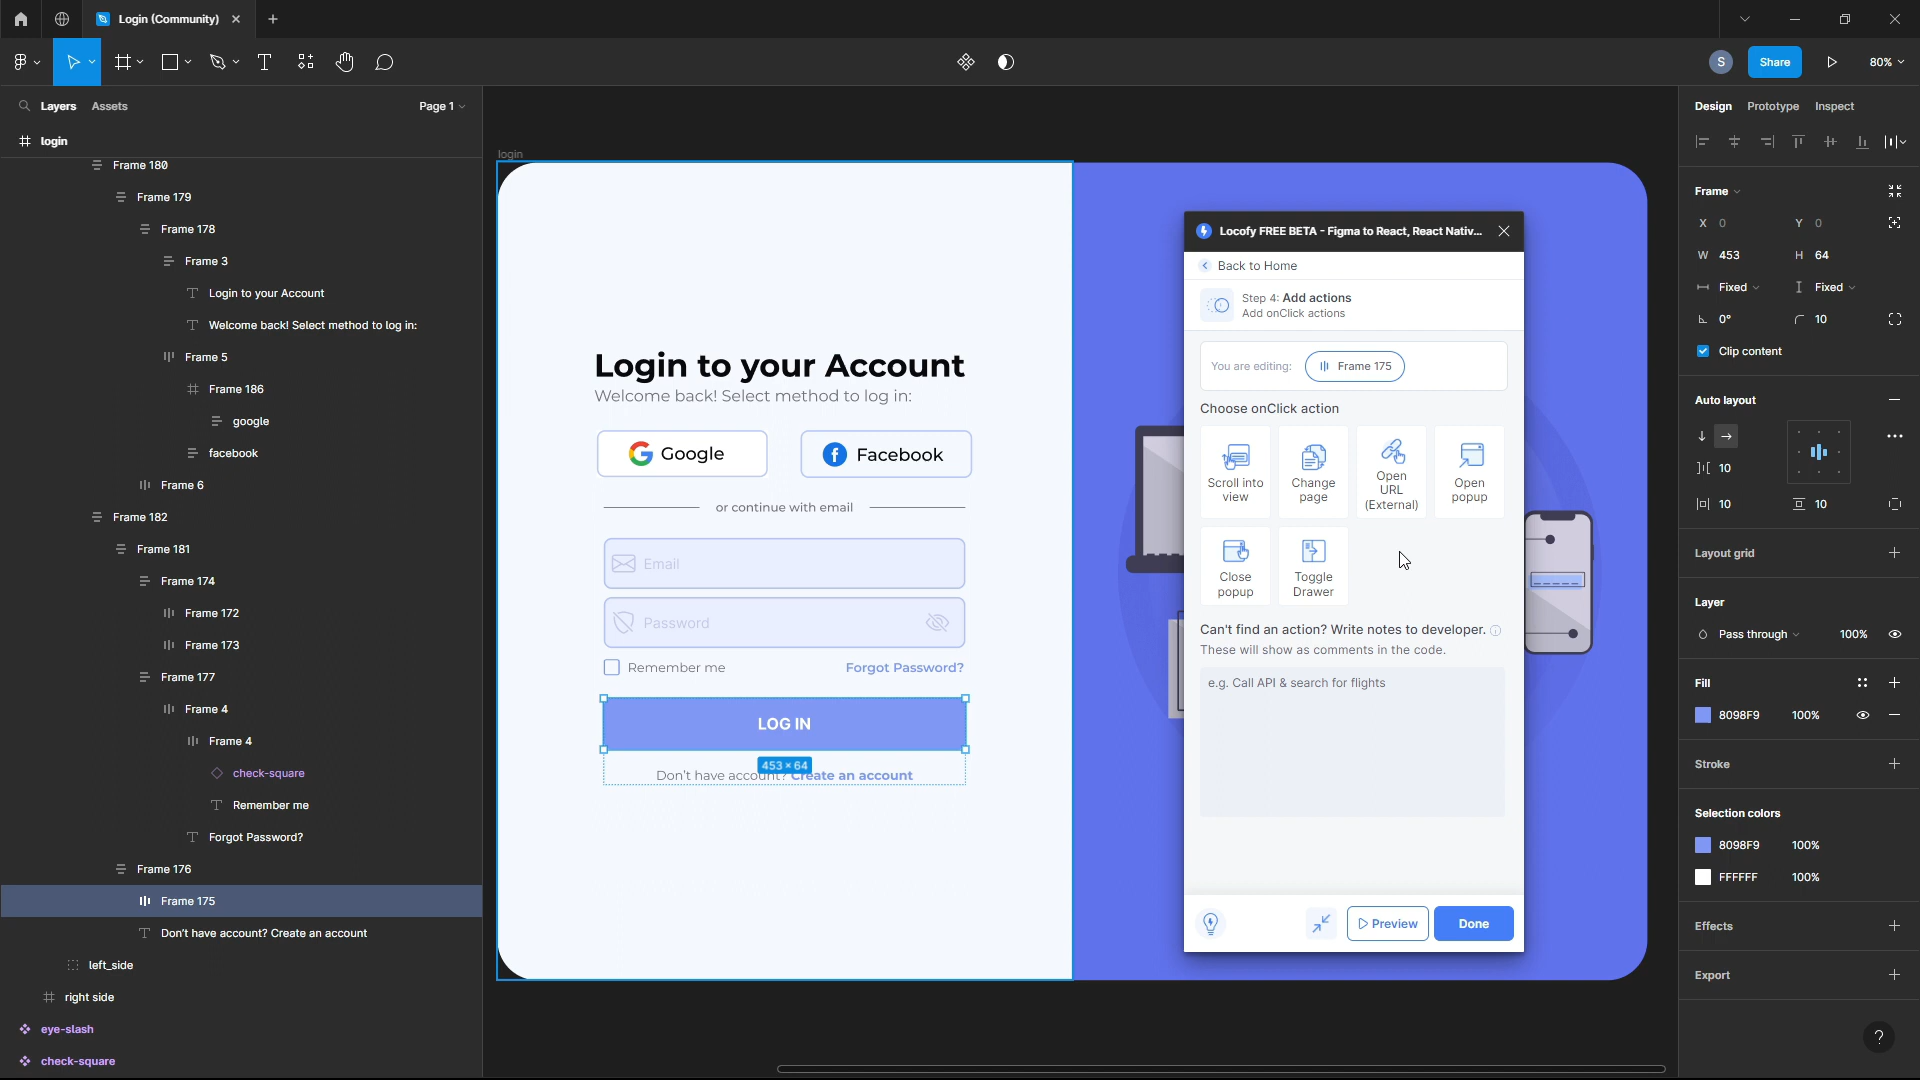 Login (Community)
S
Share
80%
Layers
Assets
Page 1
login
Frame 180
Frame 179
Frame 178
Frame 3
Login to your Account
Welcome back! Select method to log in:
Frame 5
Frame 186
google
facebook
Frame 6
Frame 182
Frame 181
Frame 174
Frame 172
Frame 173
Frame 177
Frame 4
Frame 4
check-square
Remember me
Forgot Password?
Frame 176
Frame 175
Don't have account? Create an account
left_side
right side
eye-slash
check-square
login
Login to your Account
Welcome back! Select method to log in:
Google
Facebook
or continue with email
Email
Password
Remember me
Forgot Password?
LOG IN
453 × 64
Don't have account? Create an account
Locofy FREE BETA - Figma to React, React Nativ...
Back to Home
Step 4: Add actions
Add onClick actions
You are editing:
Frame 175
Choose onClick action
Scroll into
view
Change
page
Open
URL
(External)
Open
popup
Close
popup
Toggle
Drawer
Can't find an action? Write notes to developer.
These will show as comments in the code.
e.g. Call API & search for flights
Preview
Done
Design
Prototype
Inspect
Frame
X 0
Y 0
W 453
H 64
Fixed
Fixed
0°
10
Clip content
Auto layout
10
10
10
Layout grid
Layer
Pass through
100%
Fill
8098F9
100%
Stroke
Selection colors
8098F9
100%
FFFFFF
100%
Effects
Export
?